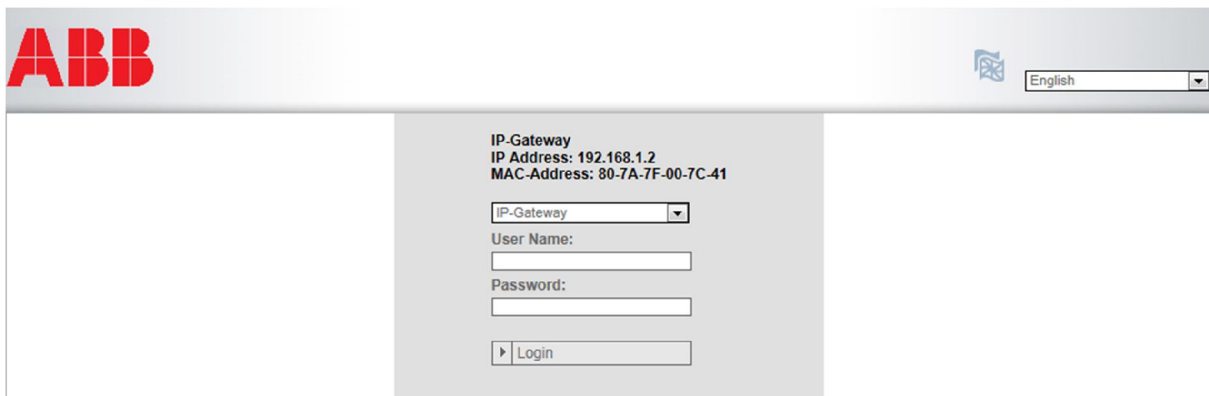 ABB
English
IP-Gateway
IP Address: 192.168.1.2
MAC-Address: 80-7A-7F-00-7C-41
IP-Gateway
User Name:
Password:
Login